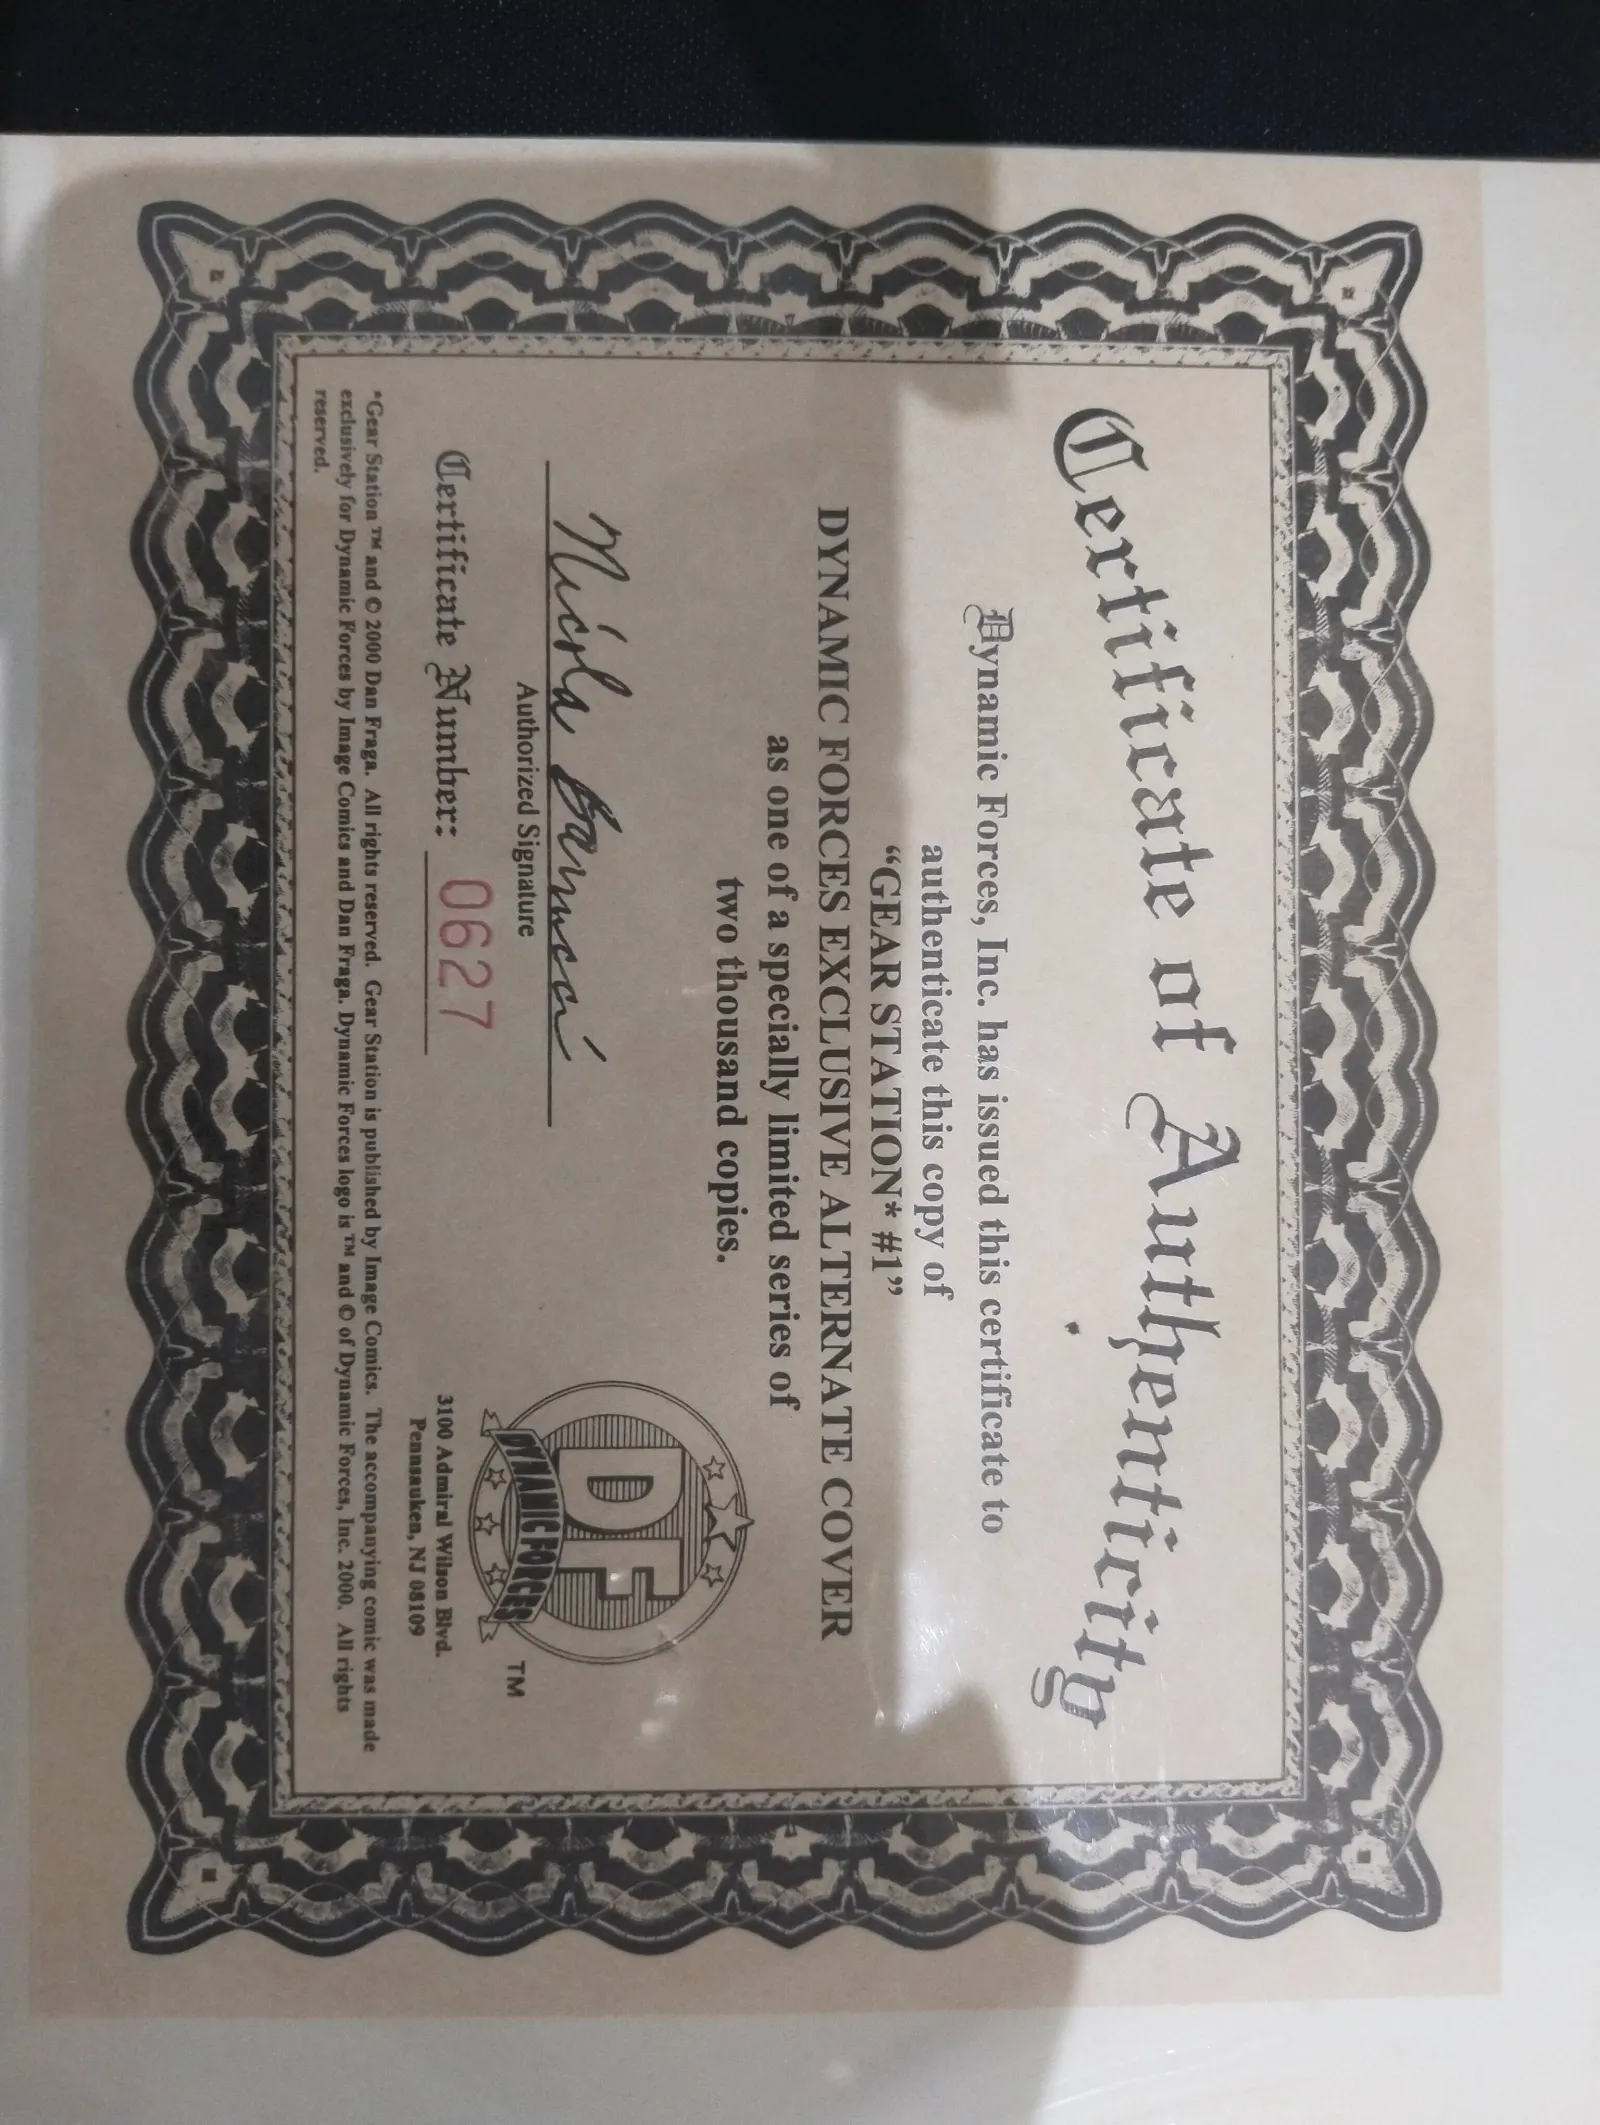 Certificate of Authenticity
Dynamic Forces, Inc. has issued this certificate to
authenticate this copy of
“GEAR STATION* #1”
DYNAMIC FORCES EXCLUSIVE ALTERNATE COVER
as one of a specially limited series of
two thousand copies.
Authorized Signature
Certificate Number: 0627
DF
DYNAMIC FORCES
TM
3100 Admiral Wilson Blvd.
Pennsauken, NJ 08109
*Gear Station™ and © 2000 Dan Fraga. All rights reserved. Gear Station is published by Image Comics. The accompanying comic was made
exclusively for Dynamic Forces by Image Comics and Dan Fraga. Dynamic Forces logo is ™ and © of Dynamic Forces, Inc. 2000. All rights
reserved.